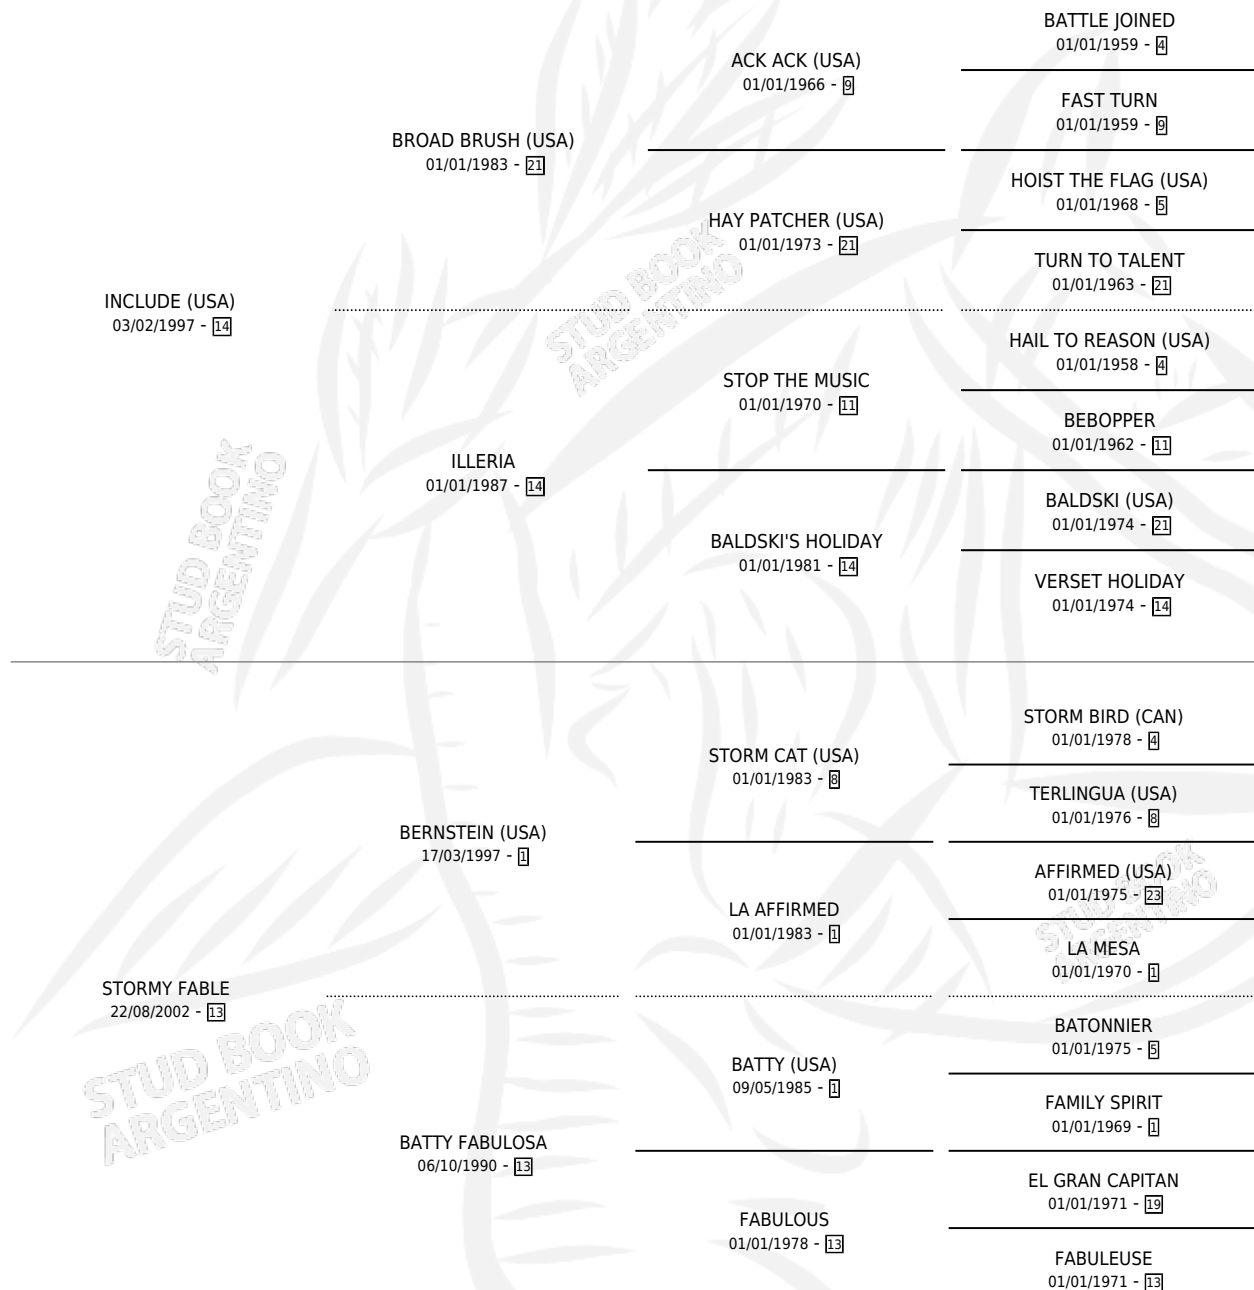 BATTLE JOINED
01/01/1959 - 4
ACK ACK (USA)
01/01/1966 - 9
FAST TURN
01/01/1959 - 9
BROAD BRUSH (USA)
01/01/1983 - 21
HOIST THE FLAG (USA)
01/01/1968 - 5
HAY PATCHER (USA)
01/01/1973 - 21
TURN TO TALENT
01/01/1963 - 21
INCLUDE (USA)
03/02/1997 - 14
STUD BOOK
ARGENTINO
HAIL TO REASON (USA)
01/01/1958 - 4
STOP THE MUSIC
01/01/1970 - 11
BEBOPPER
01/01/1962 - 11
ILLERIA
01/01/1987 - 14
BALDSKI (USA)
01/01/1974 - 21
BALDSKI'S HOLIDAY
01/01/1981 - 14
VERSET HOLIDAY
01/01/1974 - 14
STUD BOOK
ARGENTINO
STORM BIRD (CAN)
01/01/1978 - 4
STORM CAT (USA)
01/01/1983 - 8
TERLINGUA (USA)
01/01/1976 - 8
BERNSTEIN (USA)
17/03/1997 - 1
AFFIRMED (USA)
01/01/1975 - 23
STUD BOOK
ARGENTINO
LA AFFIRMED
01/01/1983 - 1
LA MESA
01/01/1970 - 1
STORMY FABLE
22/08/2002 - 13
STUD BOOK
ARGENTINO
BATONNIER
01/01/1975 - 5
BATTY (USA)
09/05/1985 - 1
FAMILY SPIRIT
01/01/1969 - 1
BATTY FABULOSA
06/10/1990 - 13
EL GRAN CAPITAN
01/01/1971 - 19
FABULOUS
01/01/1978 - 13
FABULEUSE
01/01/1971 - 13